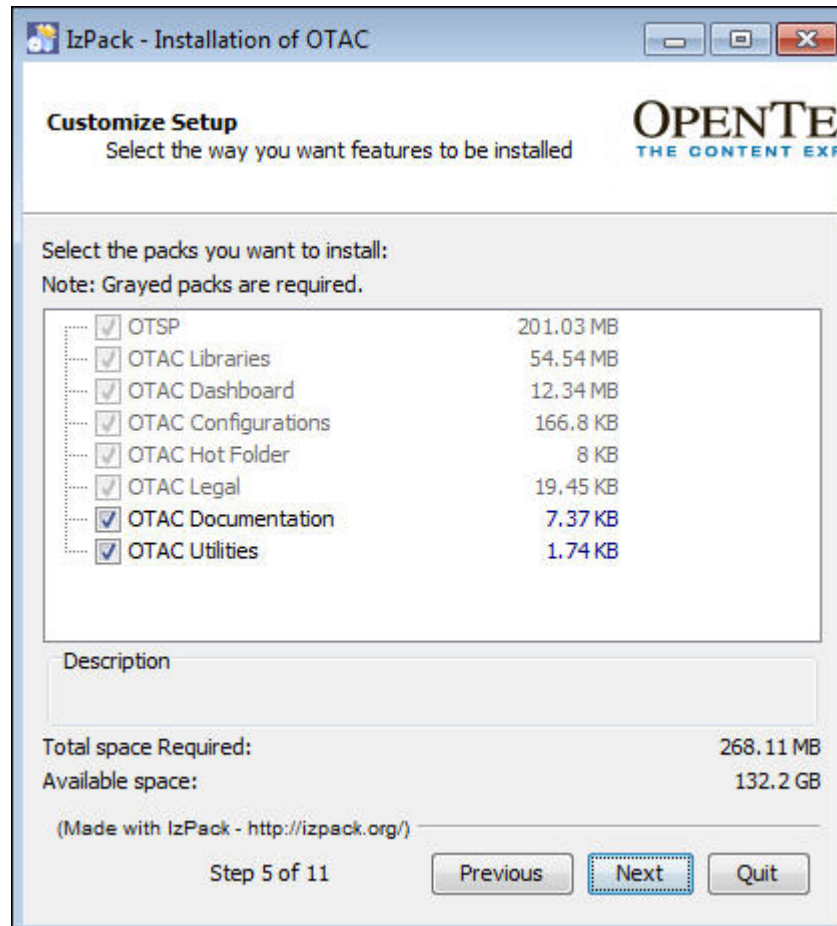 IzPack - Installation of OTAC
Customize Setup
Select the way you want features to be installed
OPENTE
THE CONTENT EXP
Select the packs you want to install:
Note: Grayed packs are required.
OTSP 201.03 MB
OTAC Libraries 54.54 MB
OTAC Dashboard 12.34 MB
OTAC Configurations 166.8 KB
OTAC Hot Folder 8 KB
OTAC Legal 19.45 KB
OTAC Documentation 7.37 KB
OTAC Utilities 1.74 KB
Description
Total space Required: 268.11 MB
Available space: 132.2 GB
(Made with IzPack - http://izpack.org/)
Step 5 of 11 Previous Next Quit